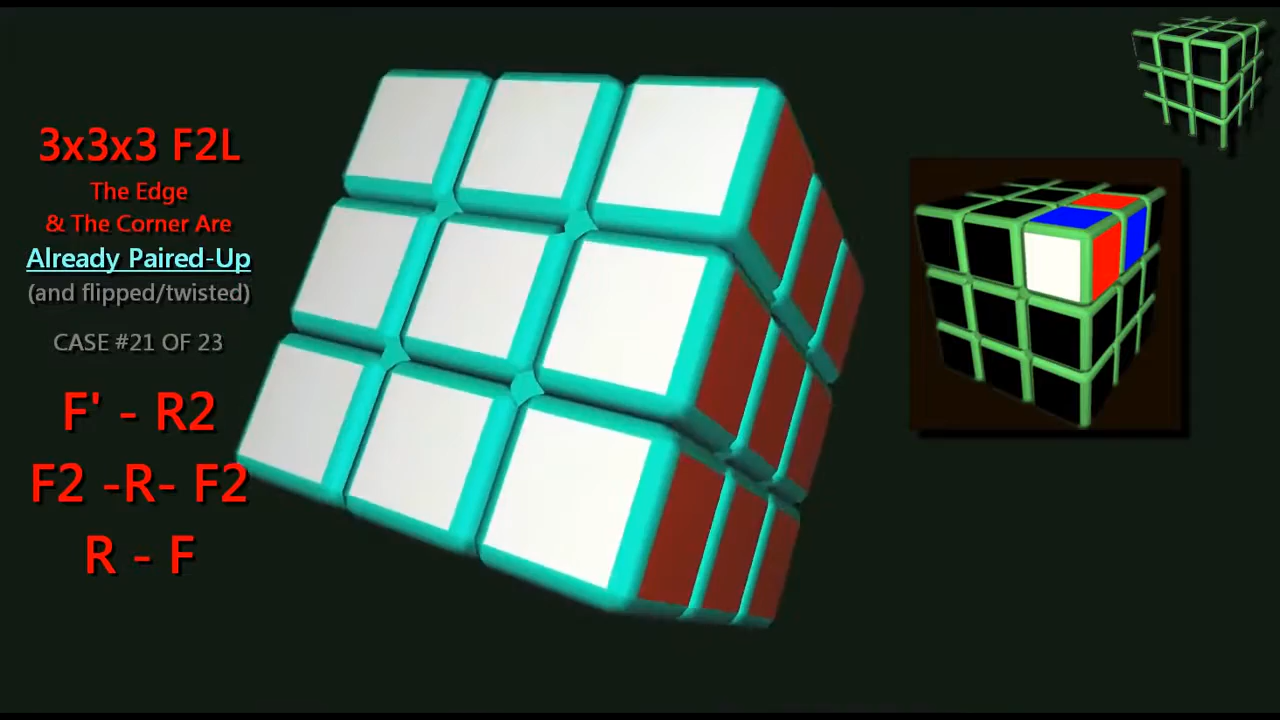 3x3x3 F2L
The Edge
& The Corner Are
Already Paired-Up
(and flipped/twisted)
CASE #21 OF 23
F' - R2
F2 -R- F2
R - F